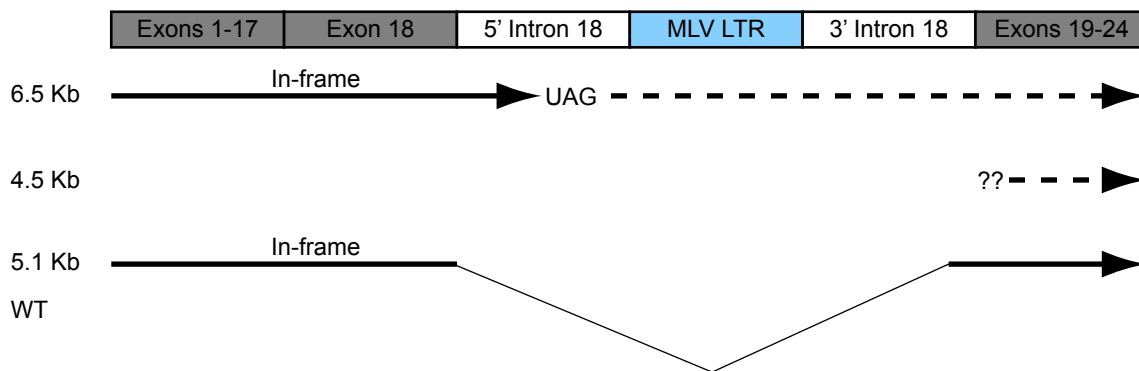 Exons 1-17 Exon 18 5’ Intron 18 MLV LTR 3’ Intron 18 Exons 19-24
In-frame
6.5 Kb UAG
4.5 Kb ??
In-frame
5.1 Kb
WT